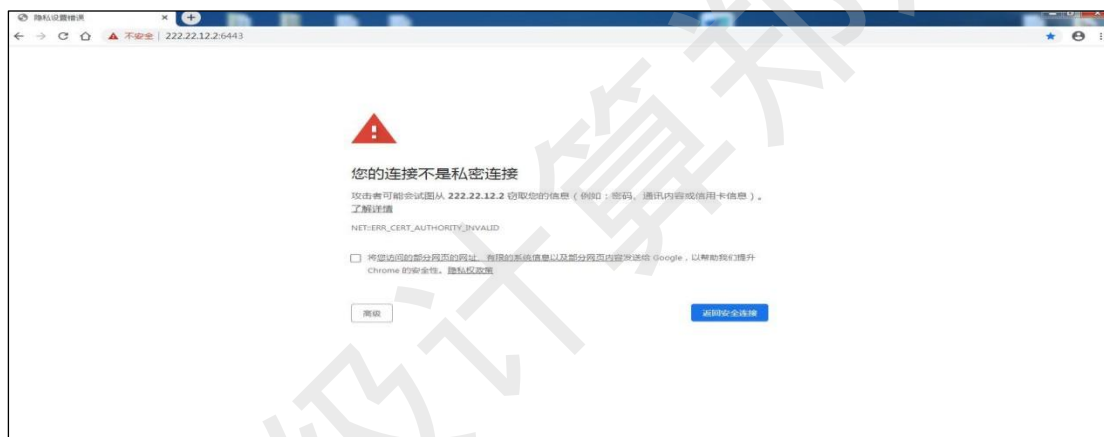 隐私设置错误
不安全 222.22.12.2:6443
您的连接不是私密连接
攻击者可能会试图从 222.22.12.2 窃取您的信息(例如：密码、通讯内容或信用卡信息)。
了解详情
NET::ERR_CERT_AUTHORITY_INVALID
将您访问的部分网页的网址、有限的系统信息以及部分网页内容发送给 Google，以帮助我们提升
Chrome 的安全性。隐私权政策
高级
返回安全连接
级计算郑